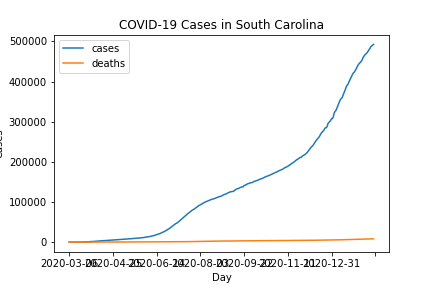 COVID-19 Cases in South Carolina
500000
400000
300000
200000
100000
0
cases
deaths
Cases
2020-03-06
2020-04-25
2020-06-14
2020-08-03
2020-09-22
2020-11-11
2020-12-31
Day